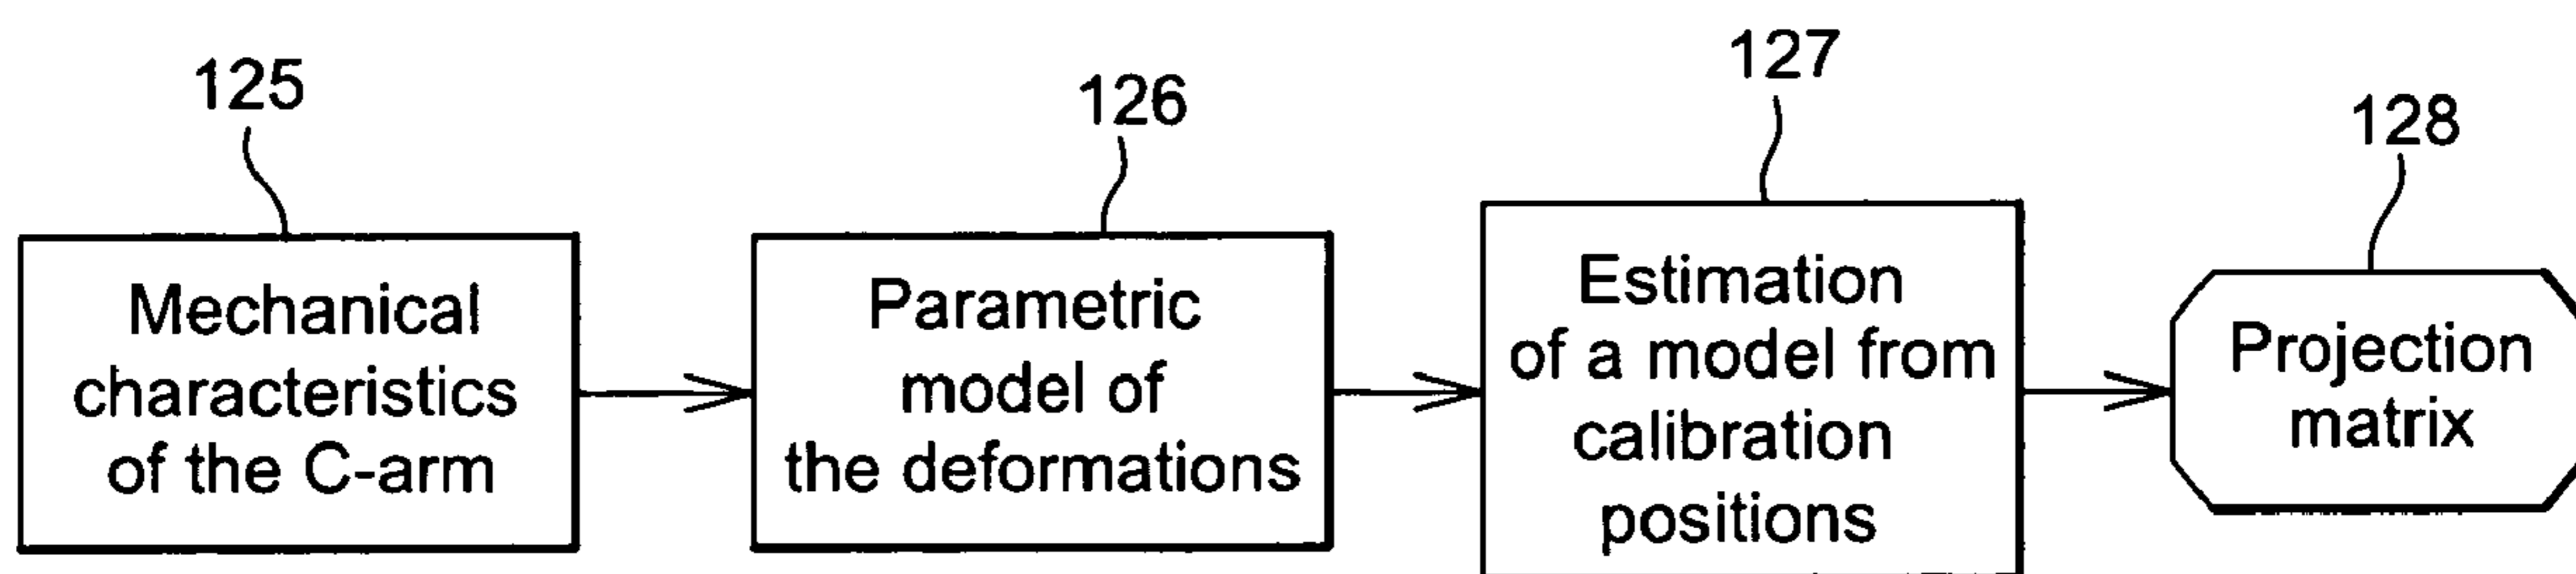 125
Mechanical
characteristics
of the C-arm
126
Parametric
model of
the deformations
127
Estimation
of a model from
calibration
positions
128
Projection
matrix